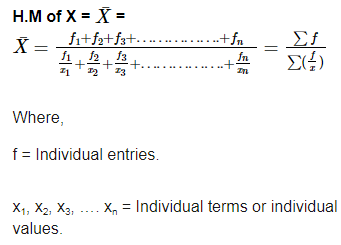 H.M of X = X̄ =
X̄ = (f₁+f₂+f₃+………………+fₙ)/(f₁/x₁ + f₂/x₂ + f₃/x₃ +………………+ fₙ/xₙ) = Σf/Σ(f/x)
Where,
f = Individual entries.
x₁, x₂, x₃, …. xₙ = Individual terms or individual
values.